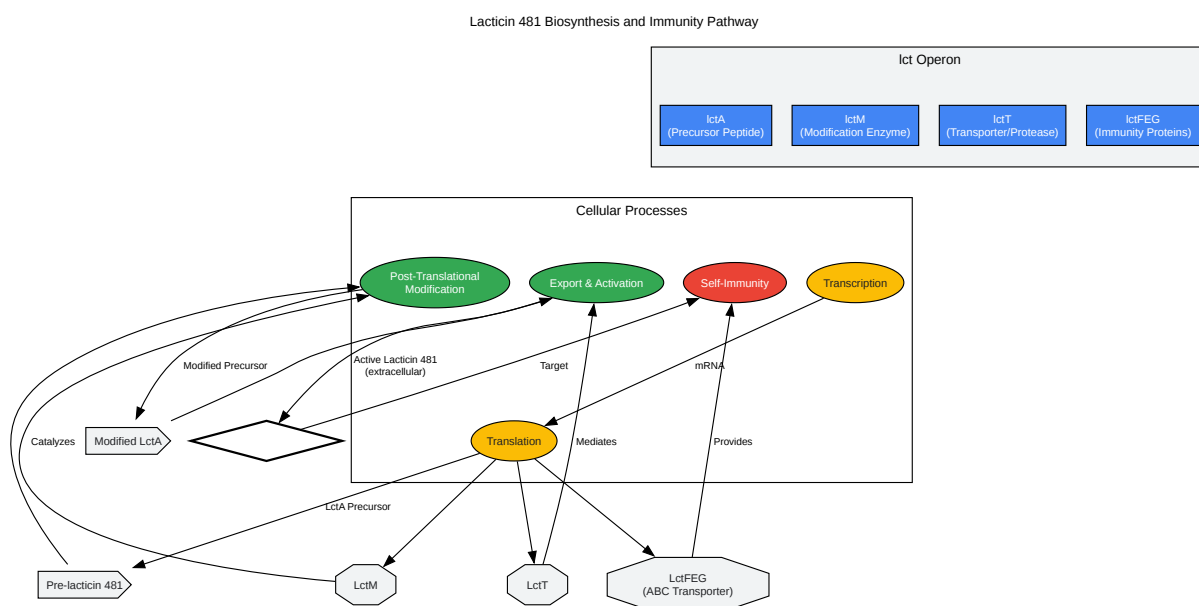 Lacticin 481 Biosynthesis and Immunity Pathway
lct Operon
lctA
(Precursor Peptide)
lctM
(Modification Enzyme)
lctT
(Transporter/Protease)
lctFEG
(Immunity Proteins)
Cellular Processes
Post-Translational
Modification
Export & Activation
Self-Immunity
Transcription
Modified Precursor
Active Lacticin 481
(extracellular)
Target
mRNA
Catalyzes
Modified LctA
Translation
Mediates
Provides
LctA Precursor
Pre-lacticin 481
LctM
LctT
LctFEG
(ABC Transporter)